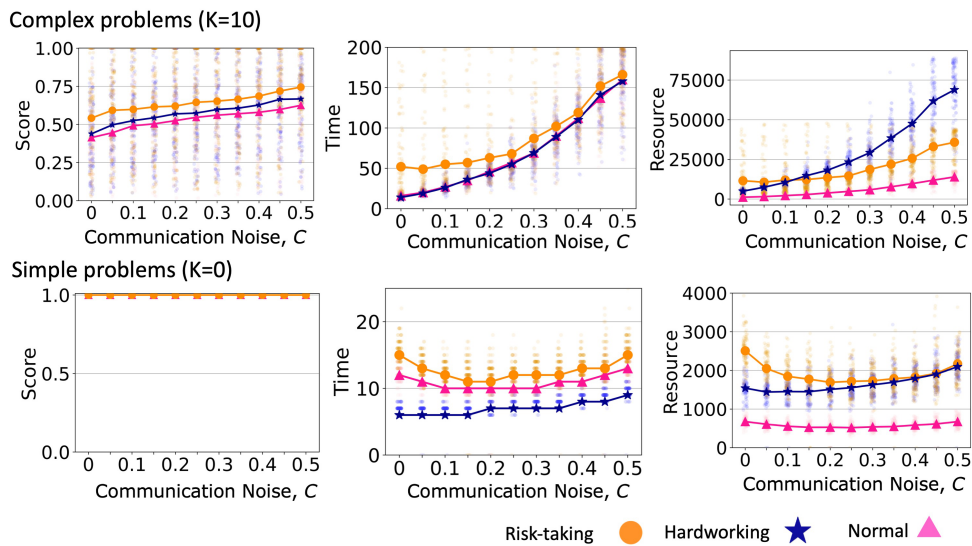 Complex problems (K=10)
1.00
0.75
0.50
0.25
0.00
Score
0 0.1 0.2 0.3 0.4 0.5
Communication Noise, C
200
150
100
50
0
Time
0 0.1 0.2 0.3 0.4 0.5
Communication Noise, C
75000
50000
25000
0
Resource
0 0.1 0.2 0.3 0.4 0.5
Communication Noise, C
Simple problems (K=0)
1.0
0.5
0.0
Score
0 0.1 0.2 0.3 0.4 0.5
Communication Noise, C
20
10
0
Time
0 0.1 0.2 0.3 0.4 0.5
Communication Noise, C
4000
3000
2000
1000
0
Resource
0 0.1 0.2 0.3 0.4 0.5
Communication Noise, C
Risk-taking Hardworking Normal